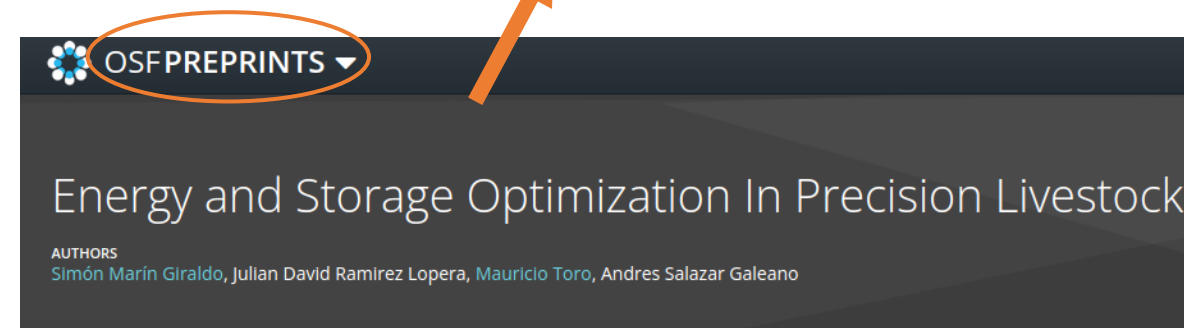 OSFPREPRINTS
Energy and Storage Optimization In Precision Livestock
AUTHORS
Simón Marín Giraldo, Julian David Ramirez Lopera, Mauricio Toro, Andres Salazar Galeano